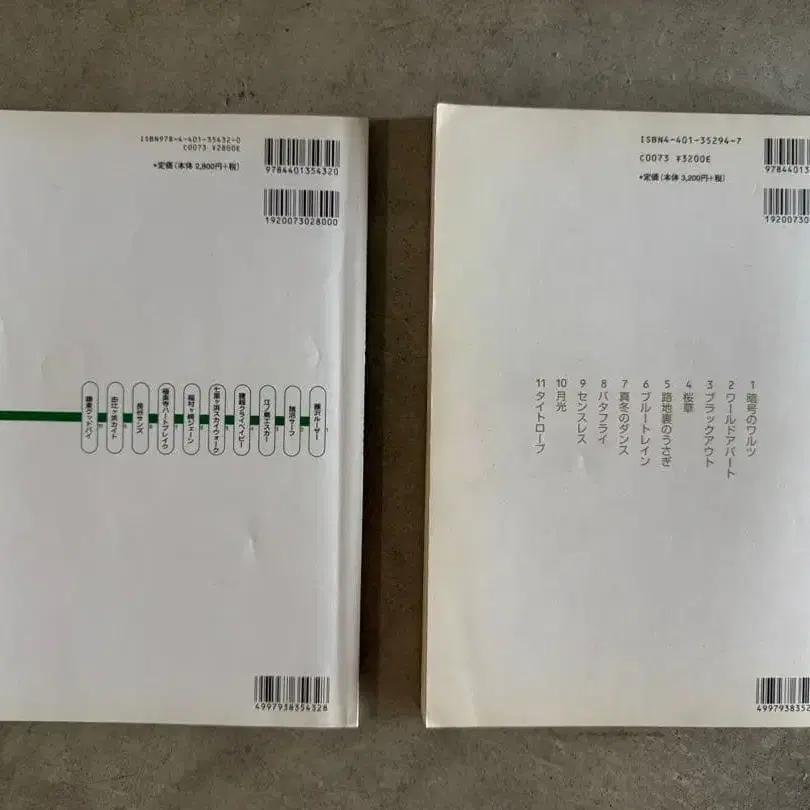 ISBN978-4-401-35432-0
C0073 ¥2800E
*定価(本体 2,800円+税)
9784401354320
1920073028000
藤沢ルーザー
鵠沼サーフ
江ノ島エスカー
腰越クライベイビー
七里ヶ浜スカイウォーク
稲村ヶ崎ジェーン
極楽寺ハートブレイク
長谷サンズ
由比ヶ浜カイト
鎌倉グッドバイ
4997938354328
ISBN4-401-35294-7
C0073 ¥3200E
*定価(本体 3,200円+税)
97844013
19200730
1 暗号のワルツ
2 ワールドアパート
3 ブラックアウト
4 桜草
5 路地裏のうさぎ
6 ブルートレイン
7 真冬のダンス
8 バタフライ
9 センスレス
10 月光
11 タイトロープ
499793835